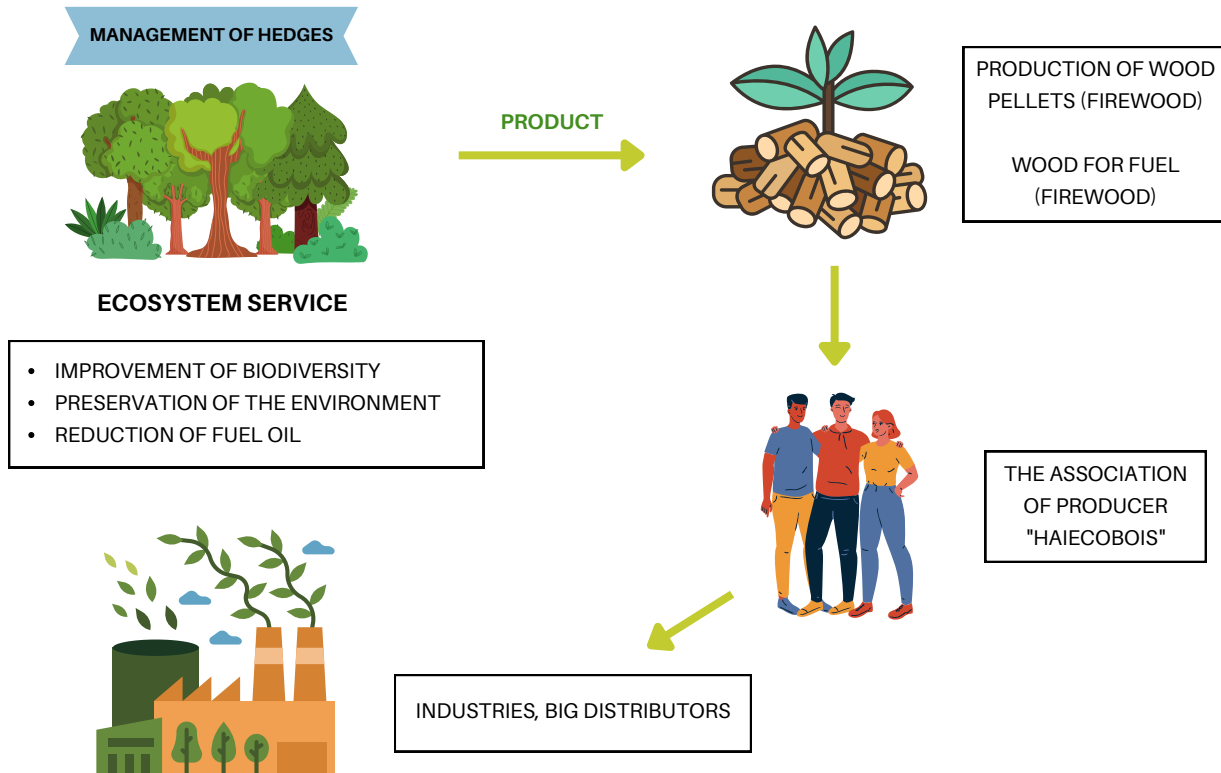 MANAGEMENT OF HEDGES
PRODUCT
PRODUCTION OF WOOD
PELLETS (FIREWOOD)
WOOD FOR FUEL
(FIREWOOD)
ECOSYSTEM SERVICE
• IMPROVEMENT OF BIODIVERSITY
• PRESERVATION OF THE ENVIRONMENT
• REDUCTION OF FUEL OIL
THE ASSOCIATION
OF PRODUCER
"HAIECOBOIS"
INDUSTRIES, BIG DISTRIBUTORS